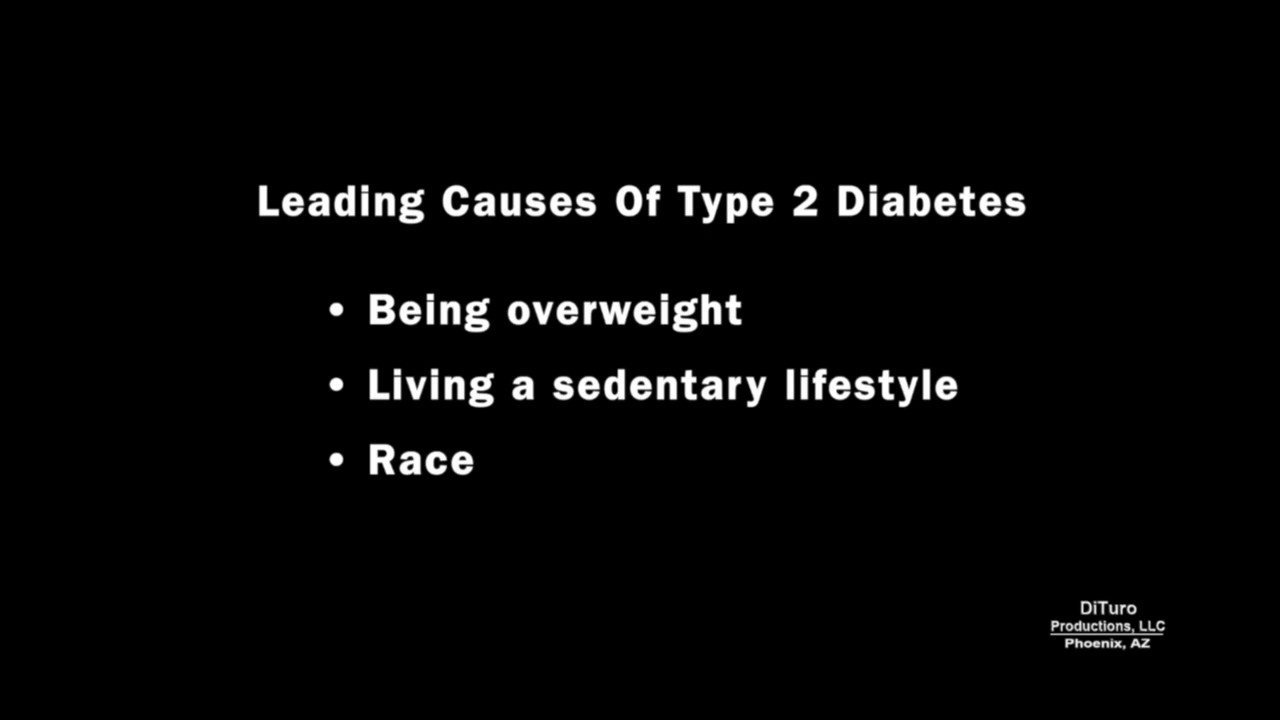 Leading Causes Of Type 2 Diabetes
• Being overweight
• Living a sedentary lifestyle
• Race
DiTuro
Productions, LLC
Phoenix, AZ